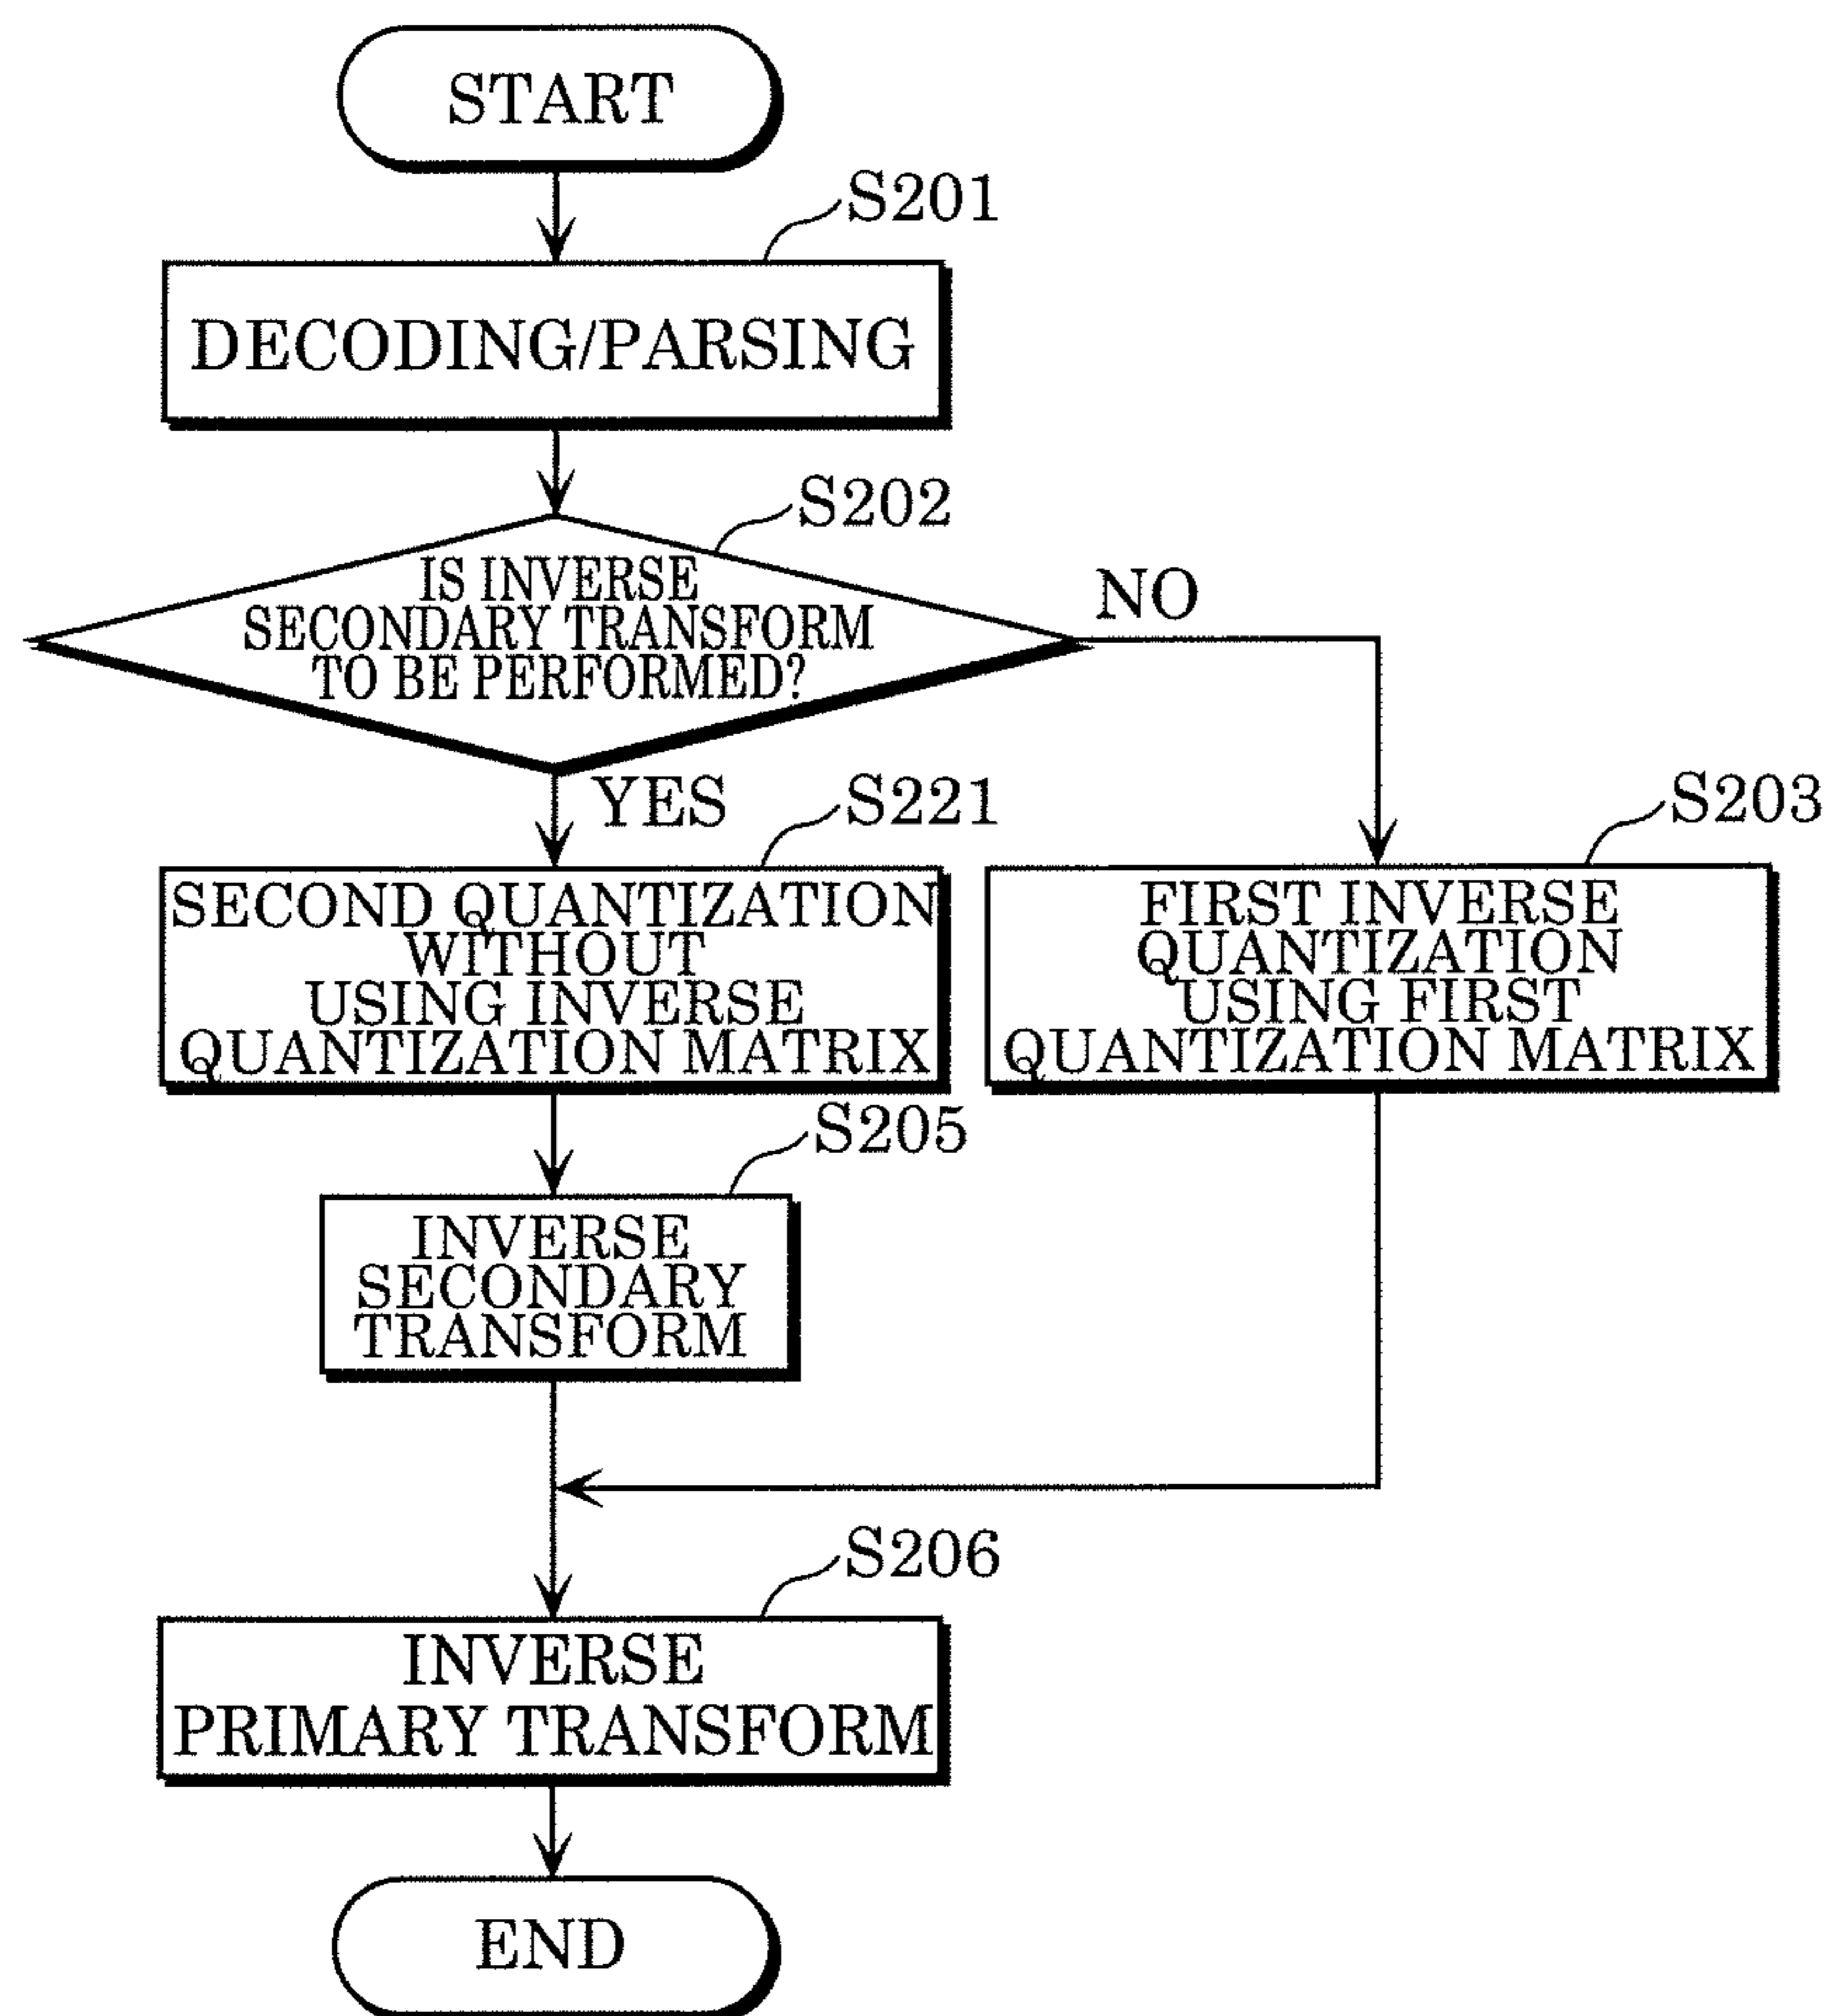 START
S201
DECODING/PARSING
S202
IS INVERSE
SECONDARY TRANSFORM
TO BE PERFORMED?
NO
YES
S221
SECOND QUANTIZATION
WITHOUT
USING INVERSE
QUANTIZATION MATRIX
S203
FIRST INVERSE
QUANTIZATION
USING FIRST
QUANTIZATION MATRIX
S205
INVERSE
SECONDARY
TRANSFORM
S206
INVERSE
PRIMARY TRANSFORM
END